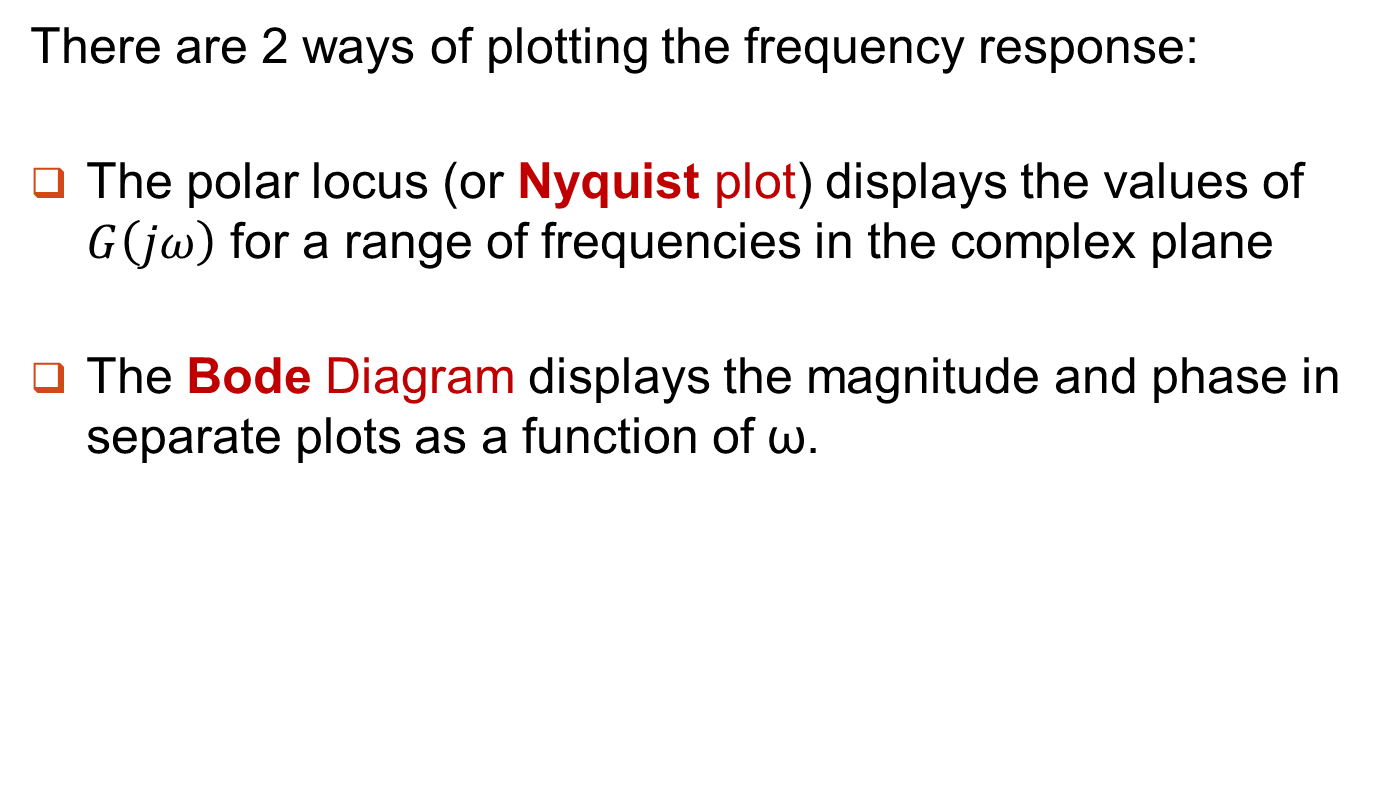 There are 2 ways of plotting the frequency response:
❑ The polar locus (or Nyquist plot) displays the values of
𝐺(𝑗𝜔) for a range of frequencies in the complex plane
❑ The Bode Diagram displays the magnitude and phase in
separate plots as a function of ω.